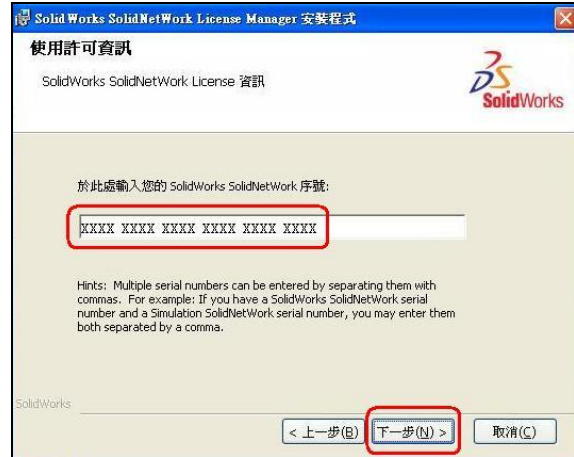 SolidWorks SolidNetWork License Manager 安裝程式
使用許可資訊
SolidWorks SolidNetWork License 資訊
SolidWorks
於此處輸入您的 SolidWorks SolidNetWork 序號:
XXXX XXXX XXXX XXXX XXXX XXXX
Hints: Multiple serial numbers can be entered by separating them with
commas. For example: If you have a SolidWorks SolidNetWork serial
number and a Simulation SolidNetWork serial number, you may enter them
both separated by a comma.
SolidWorks
< 上一步(B) 下一步(N) > 取消(C)